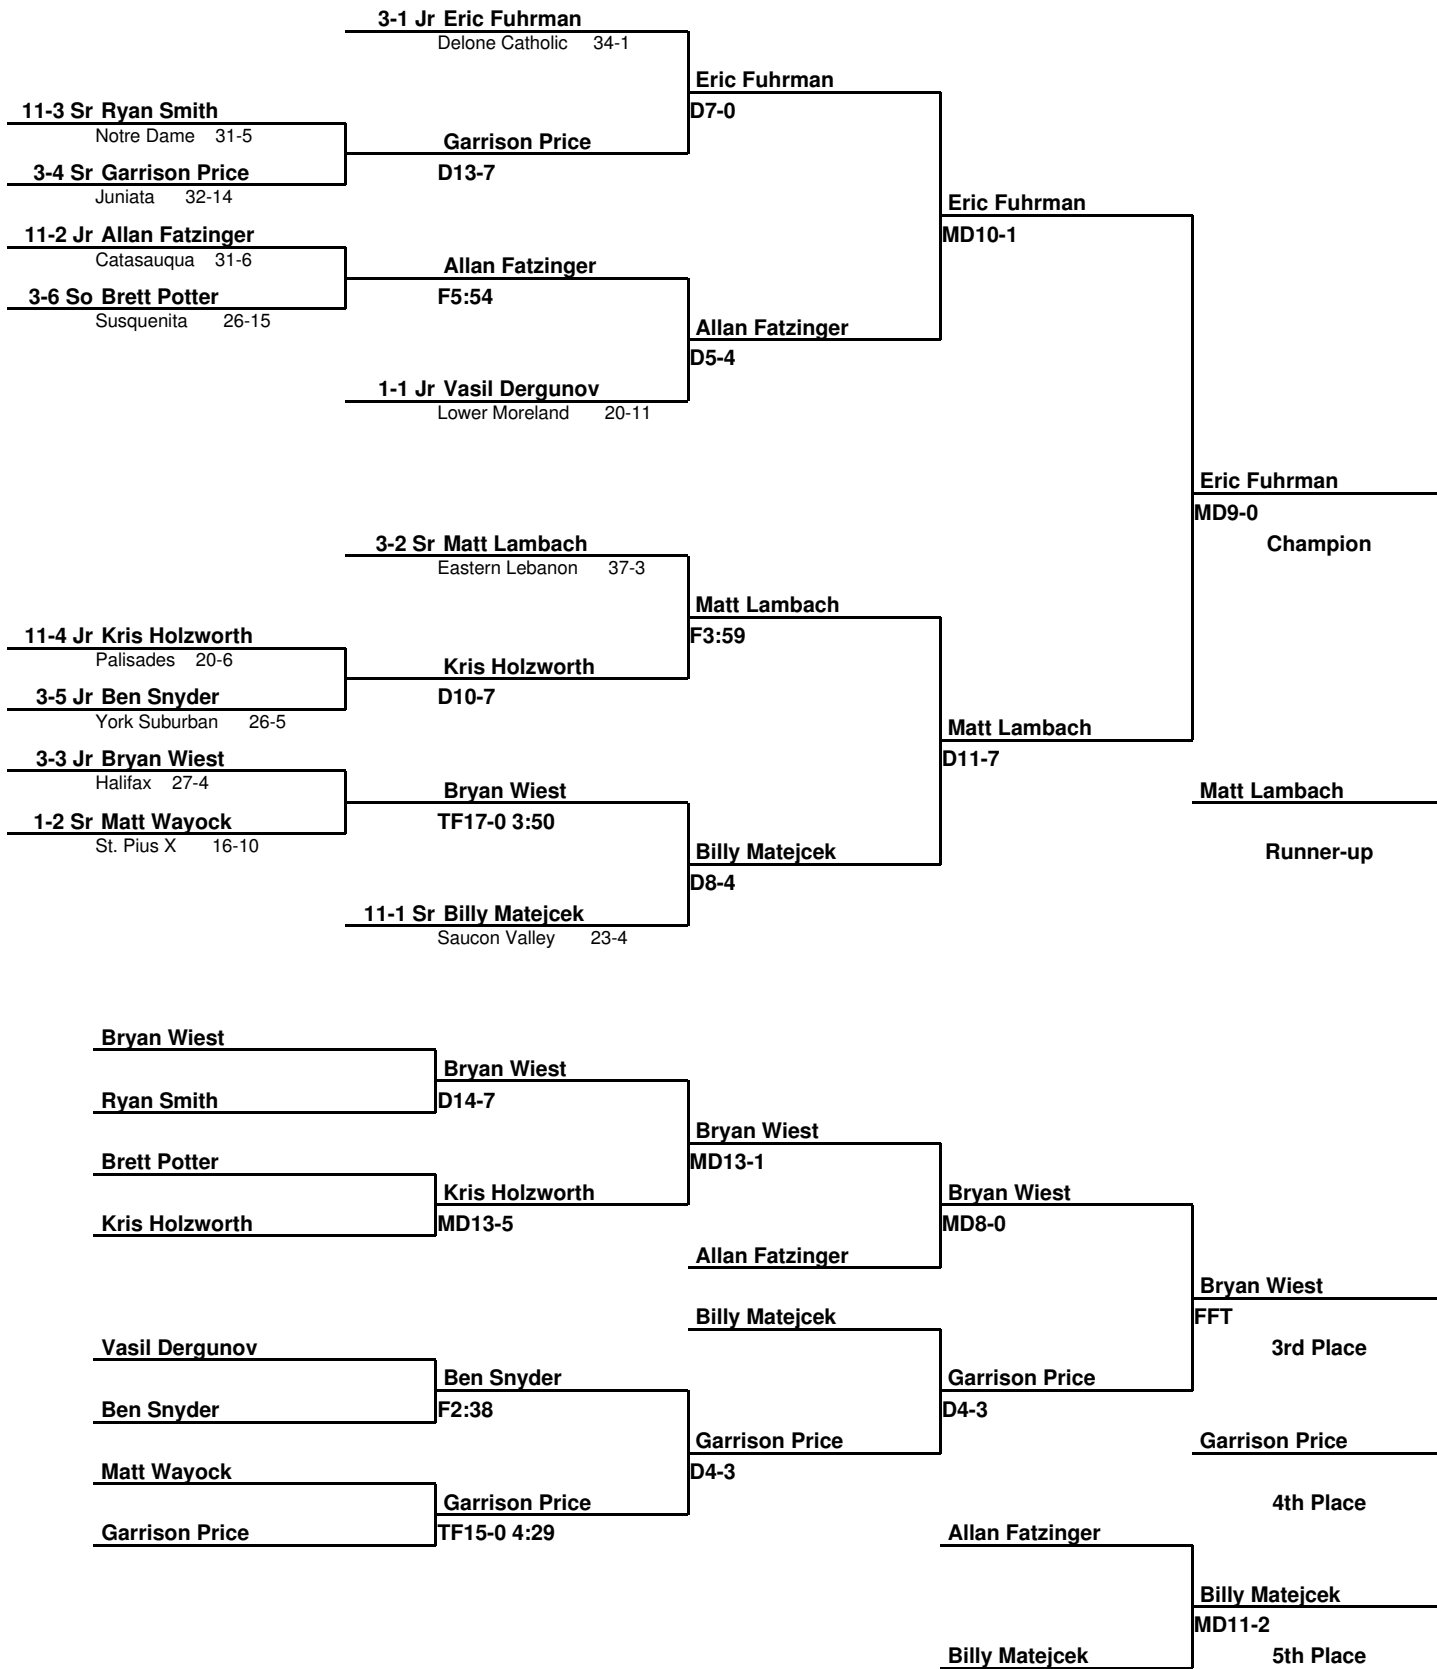 3-1 Jr Eric Fuhrman
Delone Catholic 34-1
Eric Fuhrman
11-3 Sr Ryan Smith
D7-0
Notre Dame 31-5
Garrison Price
3-4 Sr Garrison Price
D13-7
Juniata 32-14
Eric Fuhrman
11-2 Jr Allan Fatzinger
MD10-1
Catasauqua 31-6
Allan Fatzinger
3-6 So Brett Potter
F5:54
Susquenita 26-15
Allan Fatzinger
D5-4
1-1 Jr Vasil Dergunov
Lower Moreland 20-11
Eric Fuhrman
MD9-0
3-2 Sr Matt Lambach
Champion
Eastern Lebanon 37-3
Matt Lambach
11-4 Jr Kris Holzworth
F3:59
Palisades 20-6
Kris Holzworth
3-5 Jr Ben Snyder
D10-7
York Suburban 26-5
Matt Lambach
3-3 Jr Bryan Wiest
D11-7
Halifax 27-4
Bryan Wiest
Matt Lambach
1-2 Sr Matt Wayock
TF17-0 3:50
St. Pius X 16-10
Billy Matejcek
Runner-up
D8-4
11-1 Sr Billy Matejcek
Saucon Valley 23-4
Bryan Wiest
Bryan Wiest
Ryan Smith
D14-7
Bryan Wiest
Brett Potter
MD13-1
Kris Holzworth
Bryan Wiest
Kris Holzworth
MD13-5
MD8-0
Allan Fatzinger
Bryan Wiest
Billy Matejcek
FFT
Vasil Dergunov
3rd Place
Ben Snyder
Garrison Price
Ben Snyder
F2:38
D4-3
Garrison Price
Garrison Price
Matt Wayock
D4-3
Garrison Price
4th Place
Garrison Price
TF15-0 4:29
Allan Fatzinger
Billy Matejcek
MD11-2
Billy Matejcek
5th Place